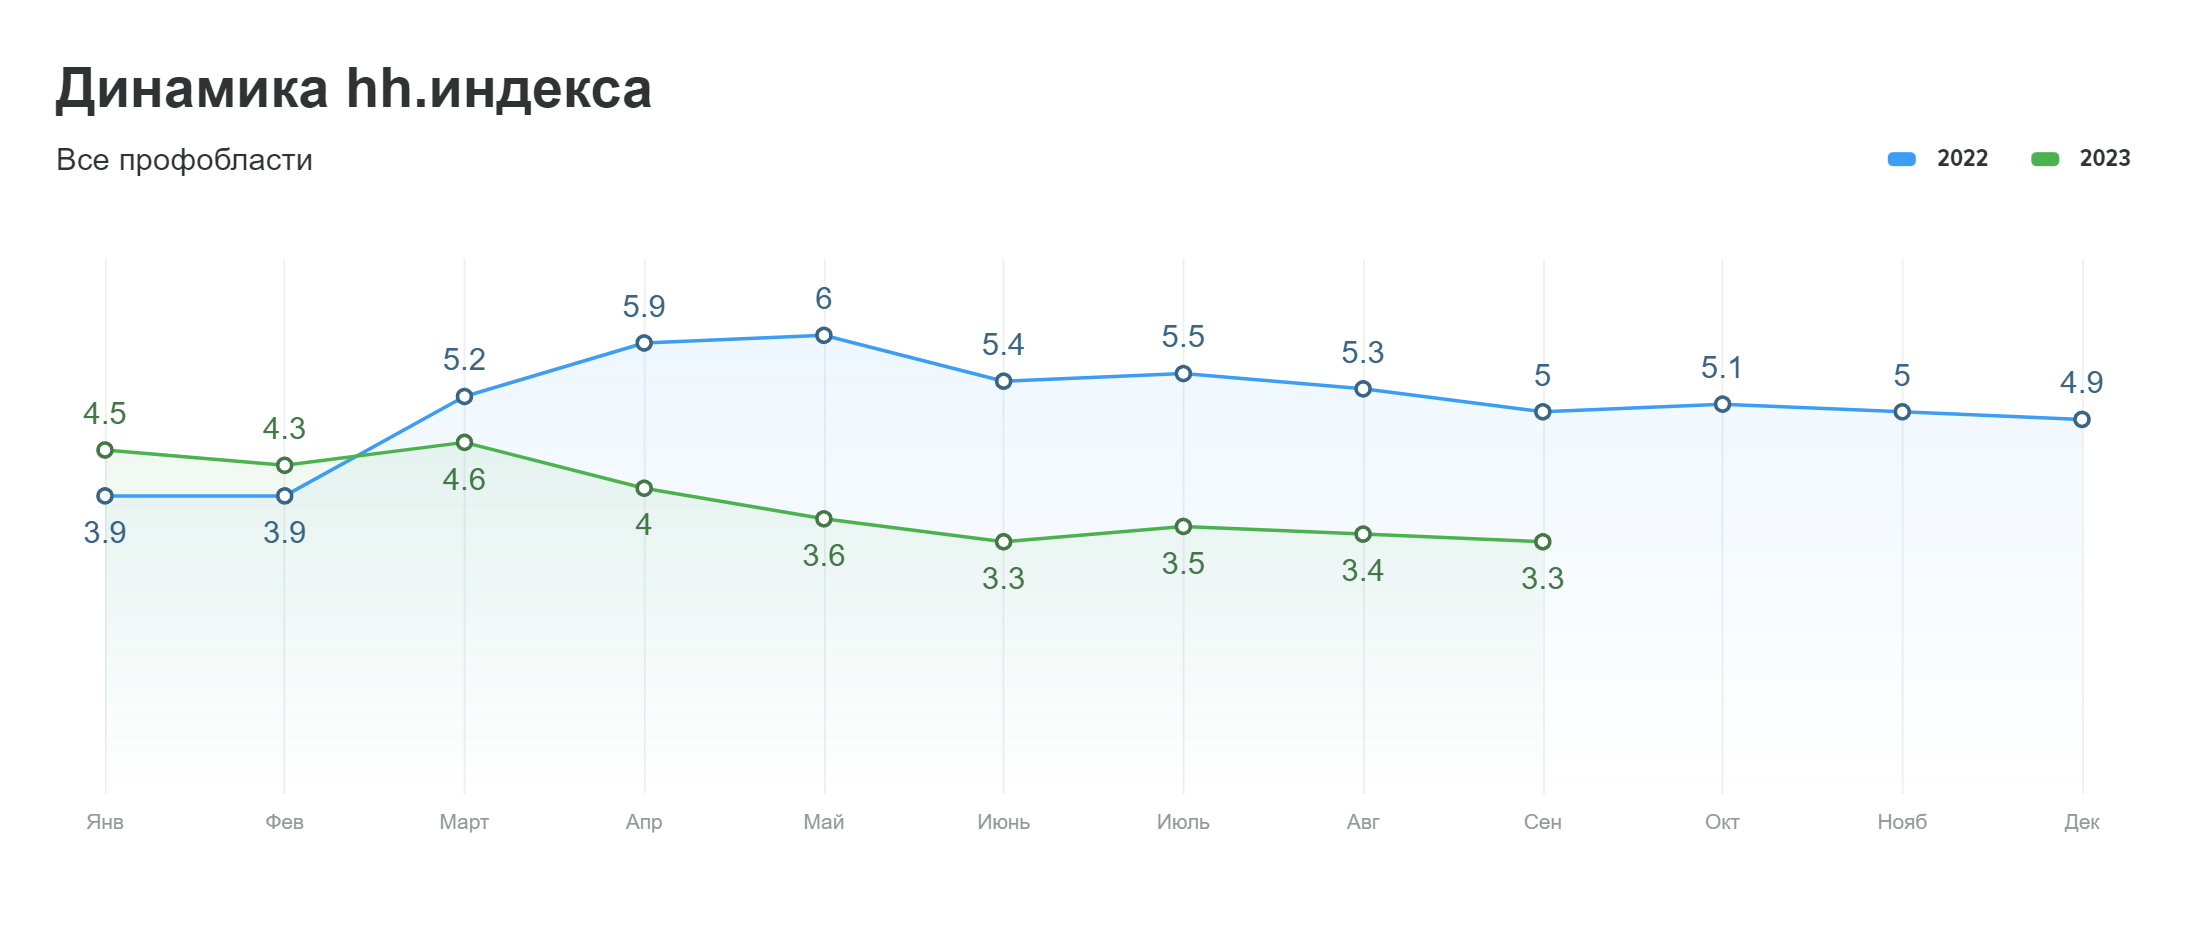 Динамика hh.индекса
Все профобласти
2022 2023
5.9 6
5.2 5.4 5.5 5.3 5 5.1 5 4.9
4.5 4.3
3.9 3.9 4.6 4 3.6 3.3 3.5 3.4 3.3
Янв Фев Март Апр Май Июнь Июль Авг Сен Окт Нояб Дек